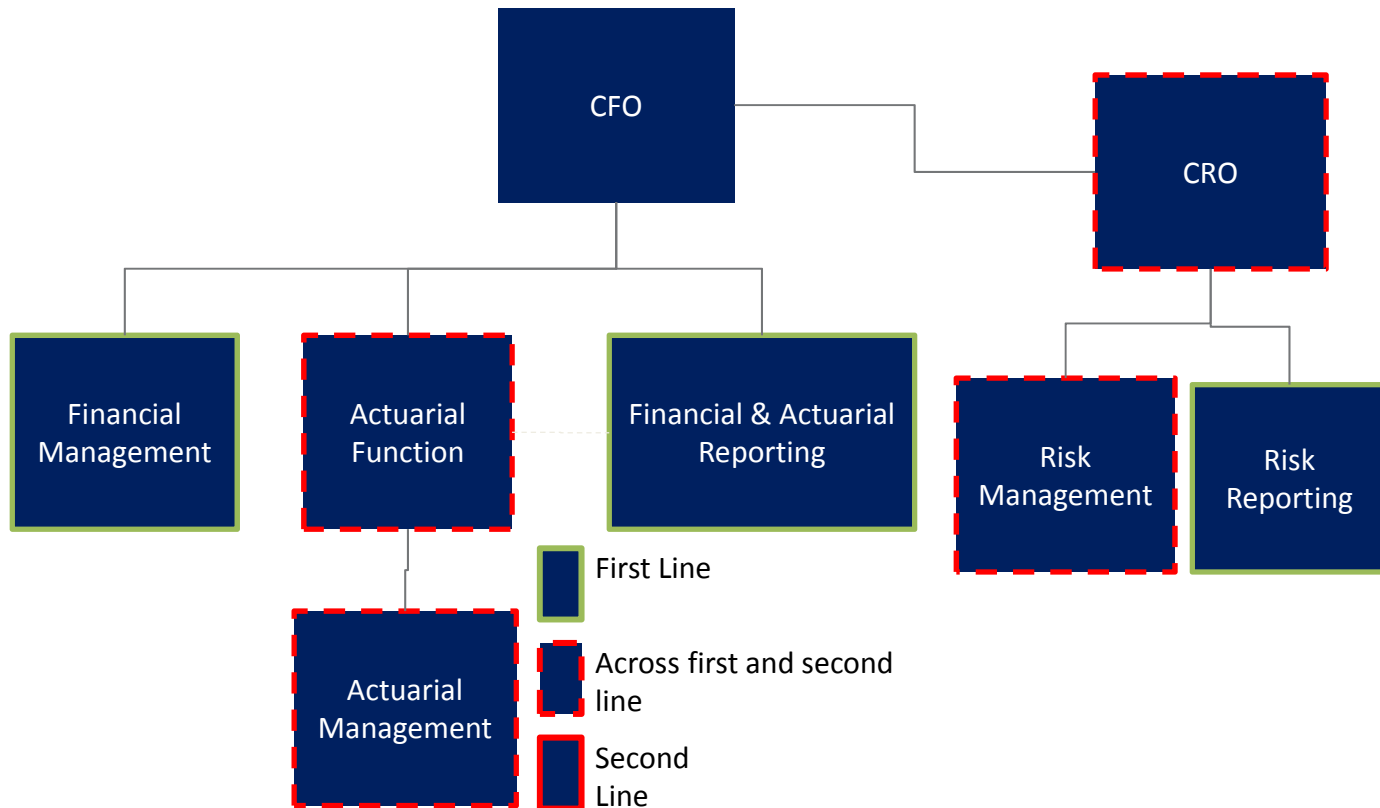 CFO
CRO
Financial
Management
Actuarial
Function
Financial & Actuarial
Reporting
Risk
Management
Risk
Reporting
Actuarial
Management
First Line
Across first and second
line
Second
Line